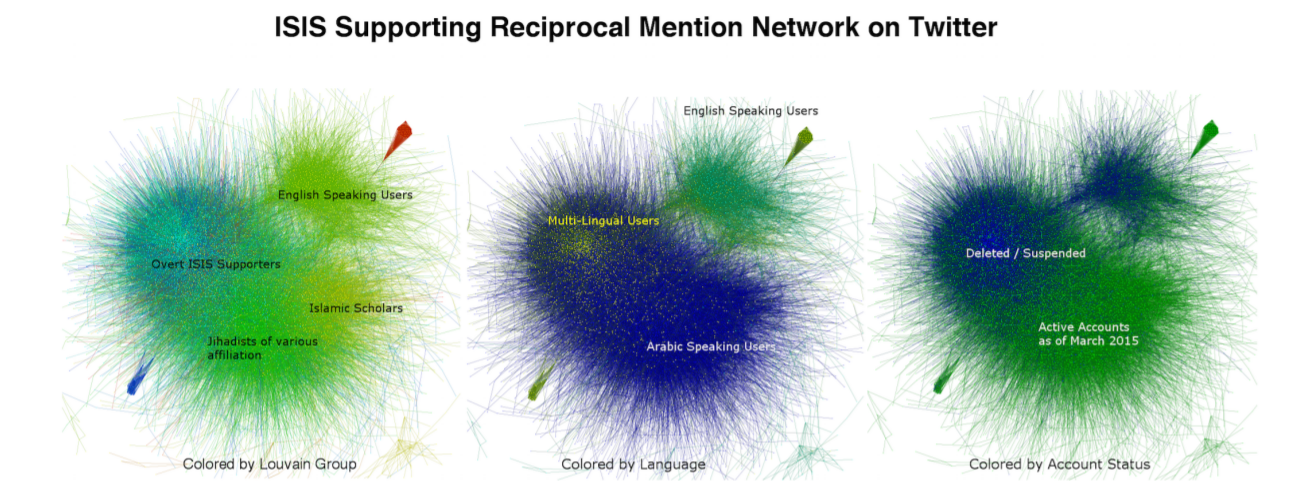 ISIS Supporting Reciprocal Mention Network on Twitter
English Speaking Users
Overt ISIS Supporters
Islamic Scholars
Jihadists of various
affiliation
Colored by Louvain Group
English Speaking Users
Multi-Lingual Users
Arabic Speaking Users
Colored by Language
Deleted / Suspended
Active Accounts
as of March 2015
Colored by Account Status